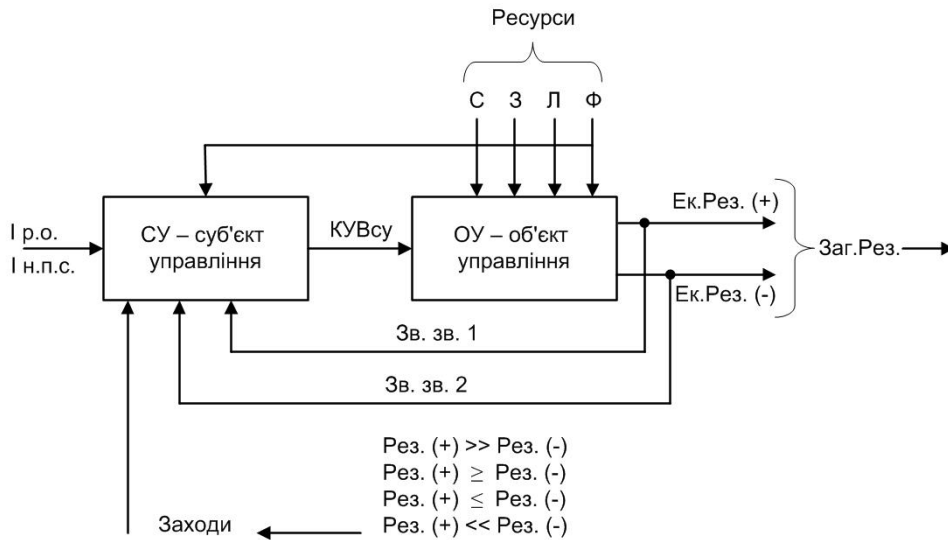 Ресурси
С З Л Ф
І р.о.
І н.п.с.
СУ – суб'єкт
управління
КУВсу
ОУ – об'єкт
управління
Ек.Рез. (+)
Ек.Рез. (-)
Заг.Рез.
Зв. зв. 1
Зв. зв. 2
Рез. (+) >> Рез. (-)
Рез. (+) ≥ Рез. (-)
Рез. (+) ≤ Рез. (-)
Рез. (+) << Рез. (-)
Заходи